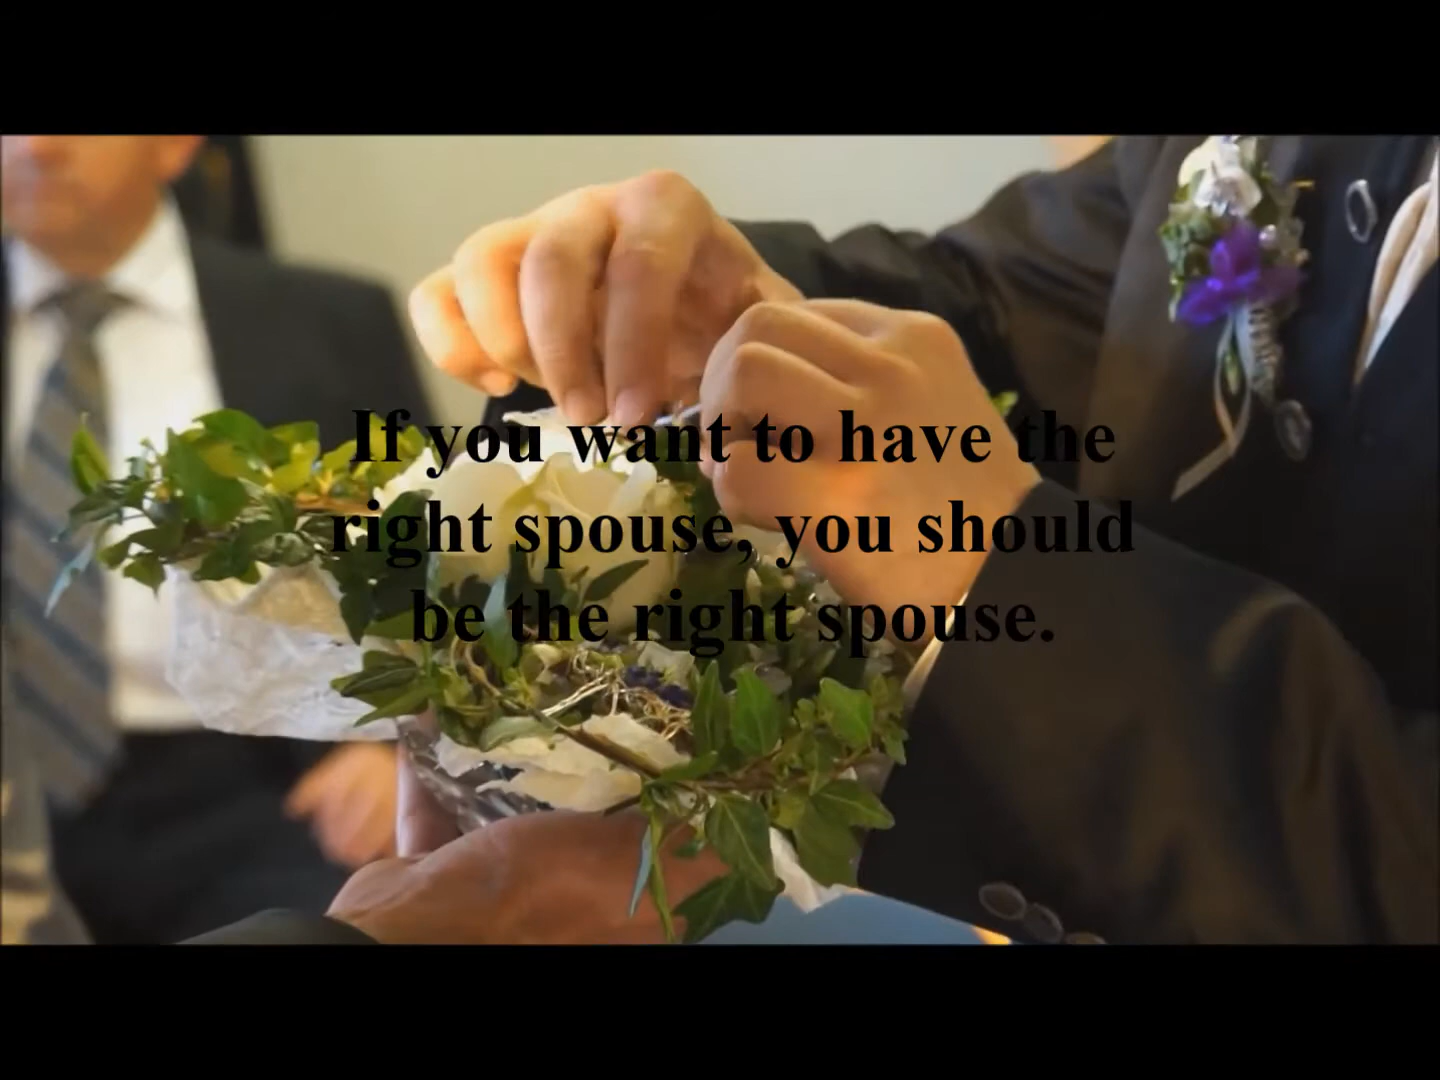 If you want to have the
right spouse, you should
be the right spouse.